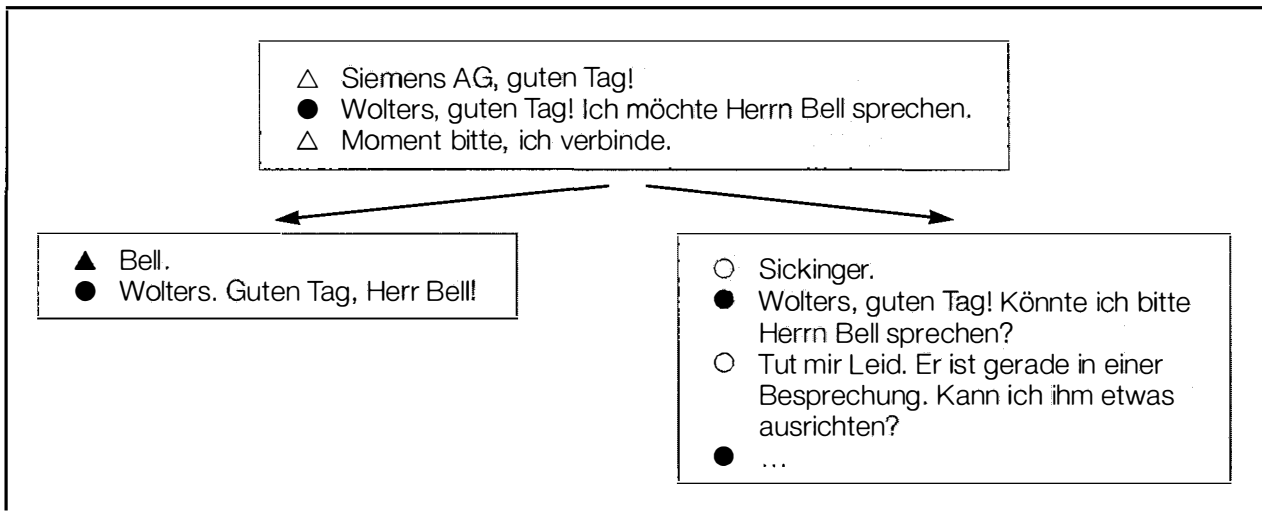 △ Siemens AG, guten Tag!
● Wolters, guten Tag! Ich möchte Herrn Bell sprechen.
△ Moment bitte, ich verbinde.
▲ Bell.
● Wolters. Guten Tag, Herr Bell!
○ Sickinger.
● Wolters, guten Tag! Könnte ich bitte
Herrn Bell sprechen?
○ Tut mir Leid. Er ist gerade in einer
Besprechung. Kann ich ihm etwas
ausrichten?
● ...